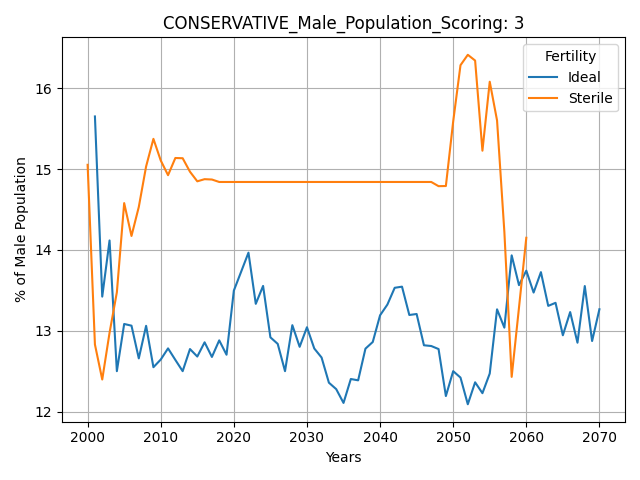 CONSERVATIVE_Male_Population_Scoring: 3
Fertility
Ideal
Sterile
% of Male Population
16
15
14
13
12
2000 2010 2020 2030 2040 2050 2060 2070
Years